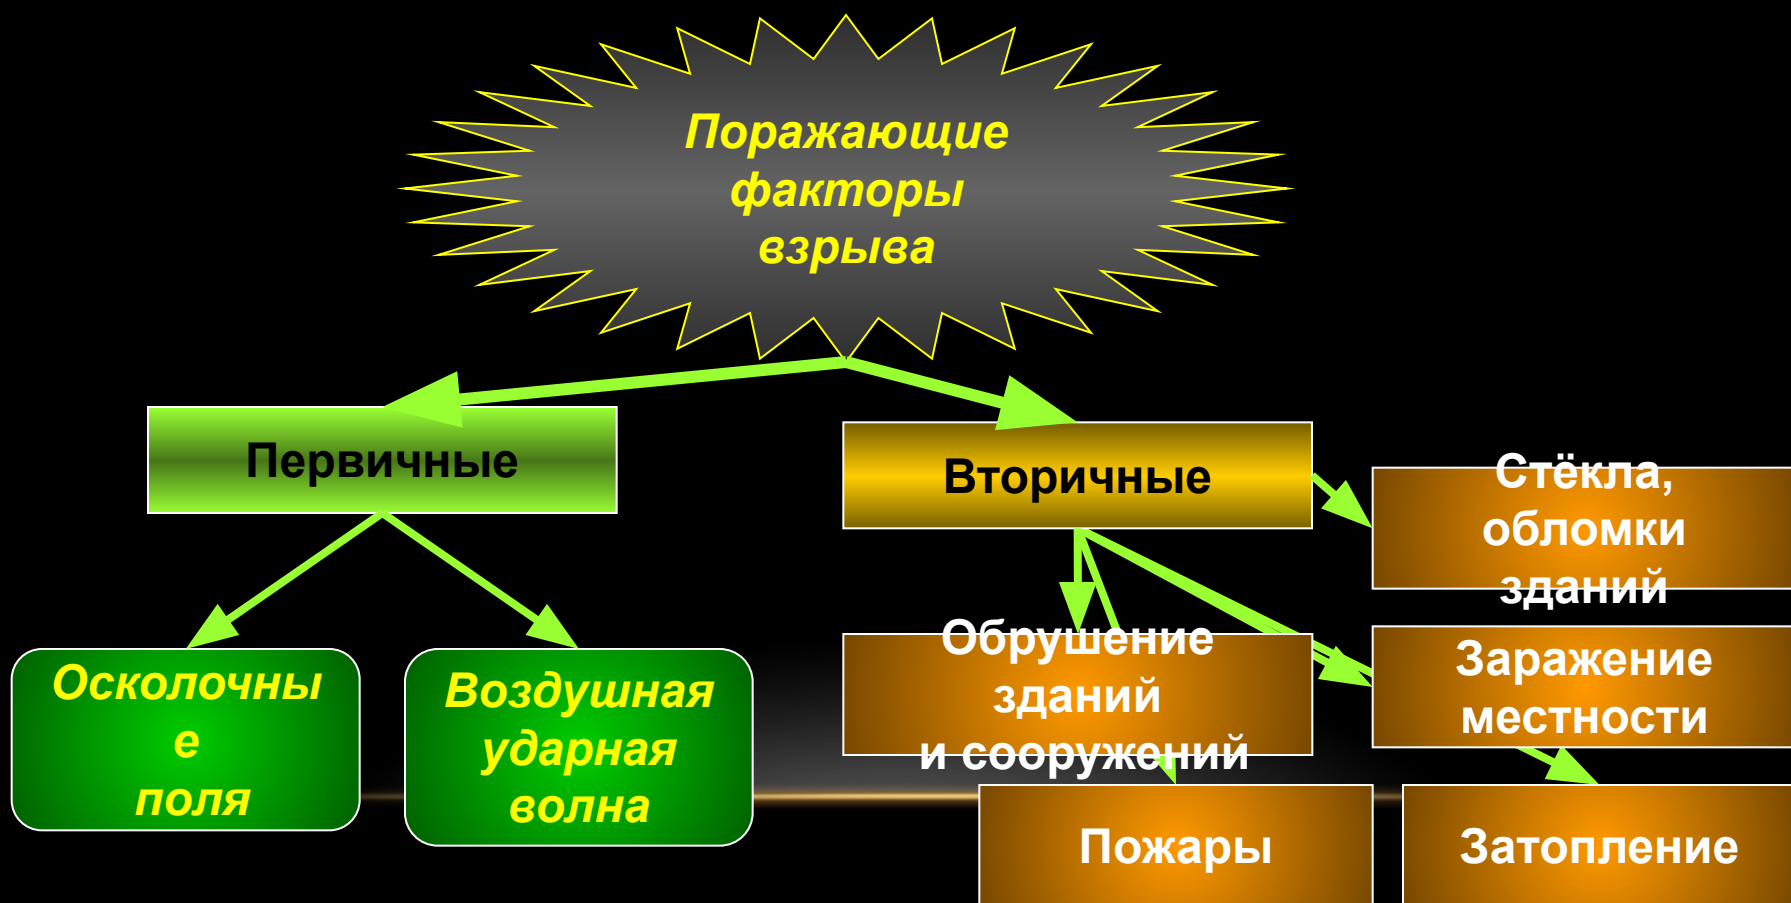 Поражающие
факторы
взрыва
Первичные
Вторичные
Стёкла,
обломки
зданий
Осколочны
е
поля
Воздушная
ударная
волна
Обрушение
зданий
и сооружений
Заражение
местности
Пожары
Затопление